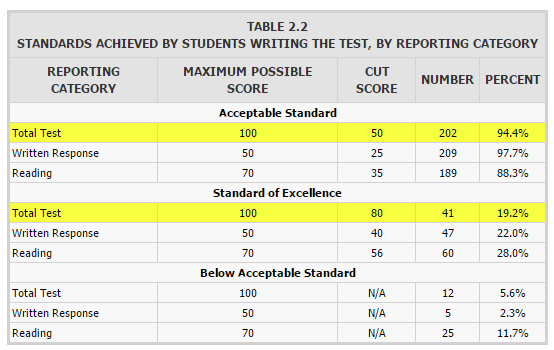 TABLE 2.2
STANDARDS ACHIEVED BY STUDENTS WRITING THE TEST, BY REPORTING CATEGORY
REPORTING CATEGORY MAXIMUM POSSIBLE SCORE CUT SCORE NUMBER PERCENT
Acceptable Standard
Total Test 100 50 202 94.4%
Written Response 50 25 209 97.7%
Reading 70 35 189 88.3%
Standard of Excellence
Total Test 100 80 41 19.2%
Written Response 50 40 47 22.0%
Reading 70 56 60 28.0%
Below Acceptable Standard
Total Test 100 N/A 12 5.6%
Written Response 50 N/A 5 2.3%
Reading 70 N/A 25 11.7%